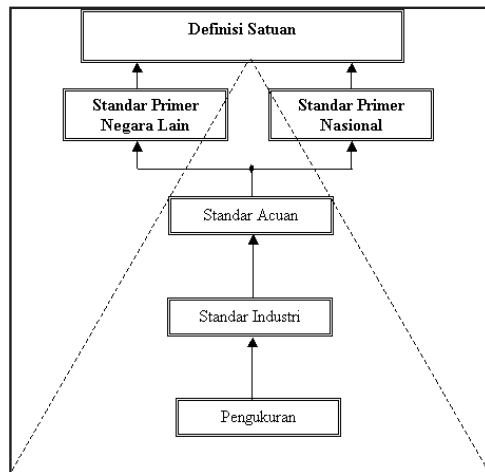 Definisi Satuan
Standar Primer
Negara Lain
Standar Primer
Nasional
Standar Acuan
Standar Industri
Pengukuran